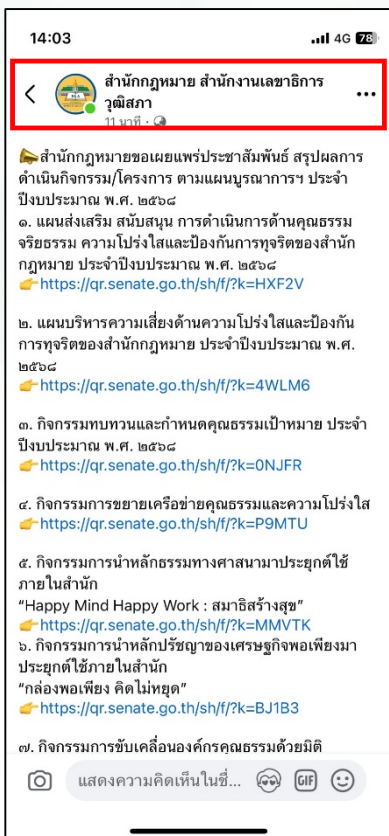 14:03
4G 78
สำนักกฎหมาย สำนักงานเลขาธิการ
วุฒิสภา
11 นาที ·
สำนักกฎหมายขอเผยแพร่ประชาสัมพันธ์ สรุปผลการ
ดำเนินกิจกรรม/โครงการ ตามแผนบูรณาการฯ ประจำ
ปีงบประมาณ พ.ศ. ๒๕๖๘
๑. แผนส่งเสริม สนับสนุน การดำเนินการด้านคุณธรรม
จริยธรรม ความโปร่งใสและป้องกันการทุจริตของสำนัก
กฎหมาย ประจำปีงบประมาณ พ.ศ. ๒๕๖๘
👉https://qr.senate.go.th/sh/f/?k=HXF2V
๒. แผนบริหารความเสี่ยงด้านความโปร่งใสและป้องกัน
การทุจริตของสำนักกฎหมาย ประจำปีงบประมาณ พ.ศ.
๒๕๖๘
👉https://qr.senate.go.th/sh/f/?k=4WLM6
๓. กิจกรรมทบทวนและกำหนดคุณธรรมเป้าหมาย ประจำ
ปีงบประมาณ พ.ศ. ๒๕๖๘
👉https://qr.senate.go.th/sh/f/?k=0NJFR
๔. กิจกรรมการขยายเครือข่ายคุณธรรมและความโปร่งใส
👉https://qr.senate.go.th/sh/f/?k=P9MTU
๕. กิจกรรมการนำหลักธรรมทางศาสนามาประยุกต์ใช้
ภายในสำนัก
“Happy Mind Happy Work : สมาธิสร้างสุข”
👉https://qr.senate.go.th/sh/f/?k=MMVTK
๖. กิจกรรมการนำหลักปรัชญาของเศรษฐกิจพอเพียงมา
ประยุกต์ใช้ภายในสำนัก
“กล่องพอเพียง คิดไม่หยุด”
👉https://qr.senate.go.th/sh/f/?k=BJ1B3
๗. กิจกรรมการขับเคลื่อนองค์กรคุณธรรมด้วยมิติ
แสดงความคิดเห็นในชื่... GIF